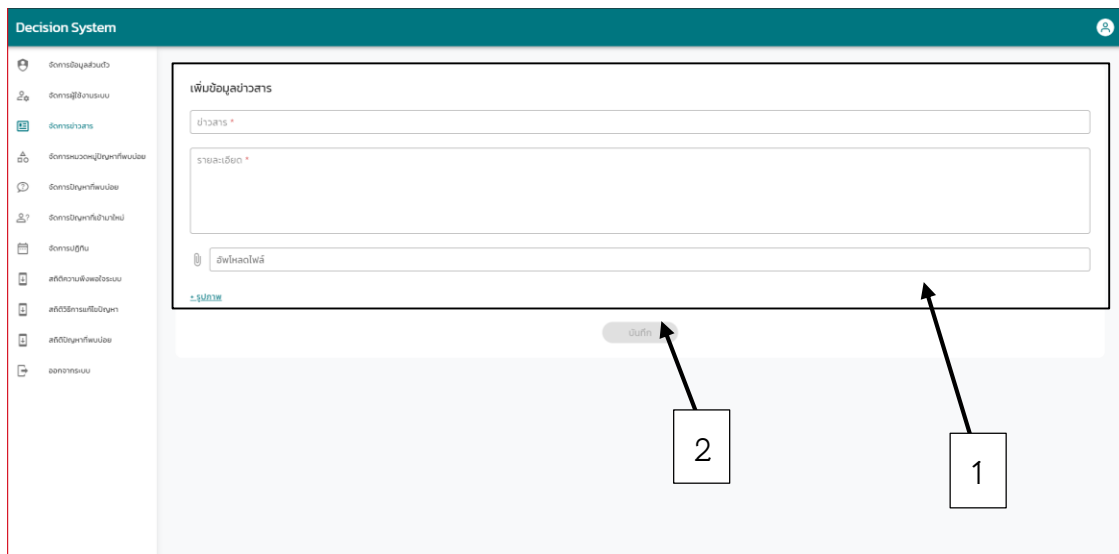 Decision System
จัดการข้อมูลส่วนตัว
จัดการผู้ใช้งานระบบ
จัดการข่าวสาร
จัดการหมวดหมู่ปัญหาที่พบบ่อย
จัดการปัญหาที่พบบ่อย
จัดการปัญหาที่เข้ามาใหม่
จัดการปฏิทิน
สถิติความพึงพอใจระบบ
สถิติวิธีการแก้ไขปัญหา
สถิติปัญหาที่พบบ่อย
ออกจากระบบ
เพิ่มข้อมูลข่าวสาร
ข่าวสาร *
รายละเอียด *
อัพโหลดไฟล์
+ รูปภาพ
บันทึก
2
1